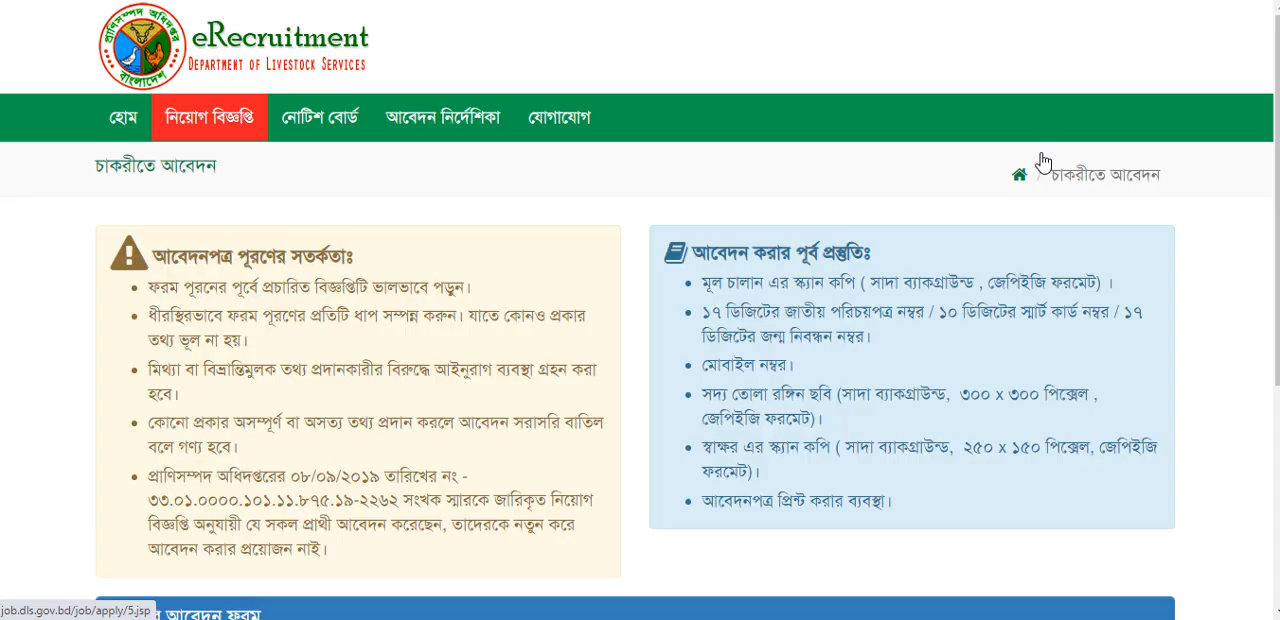 প্রাণিসম্পদ অধিদপ্তর
বাংলাদেশ
eRecruitment
DEPARTMENT OF LIVESTOCK SERVICES
হোম
নিয়োগ বিজ্ঞপ্তি
নোটিশ বোর্ড
আবেদন নির্দেশিকা
যোগাযোগ
চাকরীতে আবেদন
/ চাকরীতে আবেদন
আবেদনপত্র পূরণের সতর্কতাঃ
• ফরম পূরনের পূর্বে প্রচারিত বিজ্ঞপ্তিটি ভালভাবে পড়ুন।
• ধীরস্থিরভাবে ফরম পূরণের প্রতিটি ধাপ সম্পন্ন করুন। যাতে কোনও প্রকার
তথ্য ভূল না হয়।
• মিথ্যা বা বিভ্রান্তিমুলক তথ্য প্রদানকারীর বিরুদ্ধে আইনুরাগ ব্যবস্থা গ্রহন করা
হবে।
• কোনো প্রকার অসম্পূর্ণ বা অসত্য তথ্য প্রদান করলে আবেদন সরাসরি বাতিল
বলে গণ্য হবে।
• প্রাণিসম্পদ অধিদপ্তরের ০৮/০৯/২০১৯ তারিখের নং -
৩৩.০১.০০০০.১০১.১১.৮৭৫.১৯-২২৬২ সংখক স্মারকে জারিকৃত নিয়োগ
বিজ্ঞপ্তি অনুযায়ী যে সকল প্রাথী আবেদন করেছেন, তাদেরকে নতুন করে
আবেদন করার প্রয়োজন নাই।
আবেদন করার পূর্ব প্রস্তুতিঃ
• মূল চালান এর স্ক্যান কপি ( সাদা ব্যাকগ্রাউন্ড , জেপিইজি ফরমেট) ।
• ১৭ ডিজিটের জাতীয় পরিচয়পত্র নম্বর / ১০ ডিজিটের স্মার্ট কার্ড নম্বর / ১৭
ডিজিটের জন্ম নিবন্ধন নম্বর।
• মোবাইল নম্বর।
• সদ্য তোলা রঙ্গিন ছবি (সাদা ব্যাকগ্রাউন্ড, ৩০০ x ৩০০ পিক্সেল ,
জেপিইজি ফরমেট)।
• স্বাক্ষর এর স্ক্যান কপি ( সাদা ব্যাকগ্রাউন্ড, ২৫০ x ১৫০ পিক্সেল, জেপিইজি
ফরমেট)।
• আবেদনপত্র প্রিন্ট করার ব্যবস্থা।
আবেদন ফরম
job.dls.gov.bd/job/apply/5.jsp